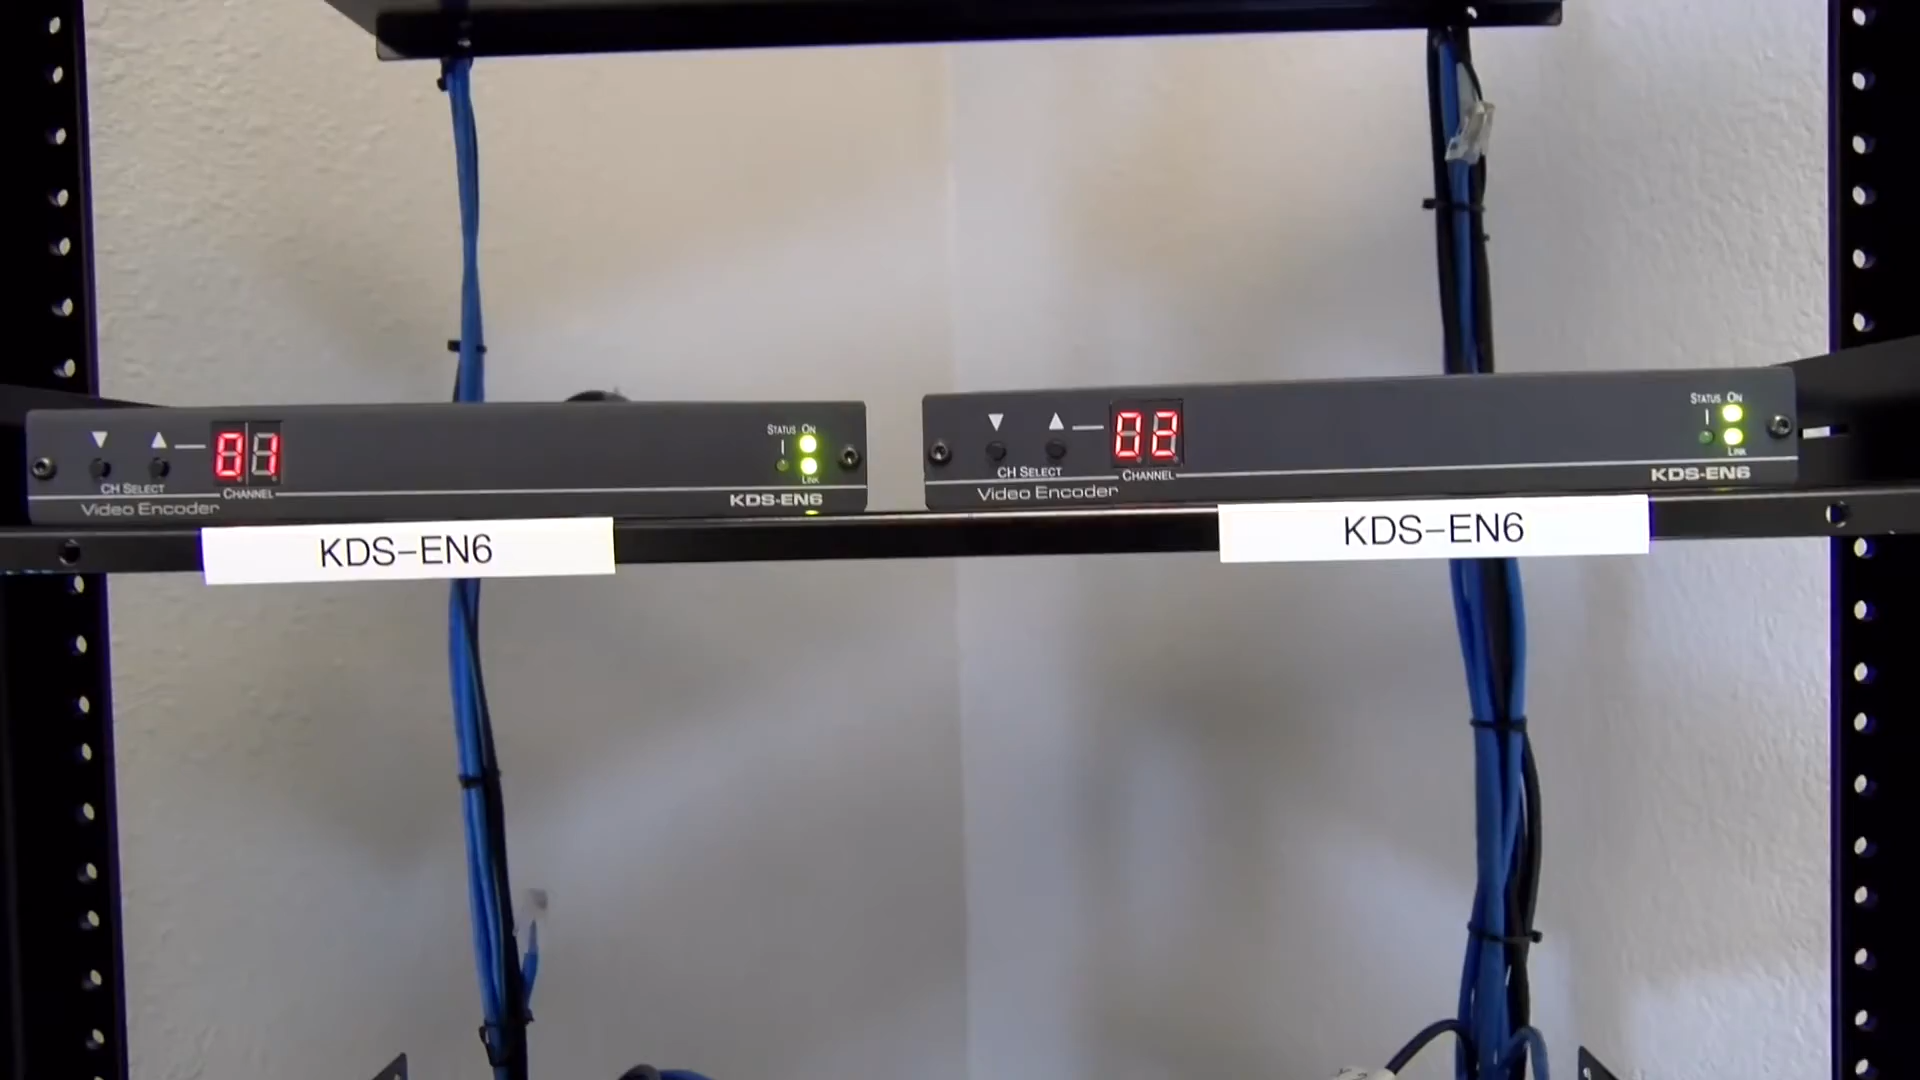 ▼ ▲
01
CH SELECT
CHANNEL
STATUS ON
LINK
Video Encoder
KDS-EN6
KDS-EN6
▼ ▲
02
CH SELECT
CHANNEL
STATUS ON
LINK
Video Encoder
KDS-EN6
KDS-EN6